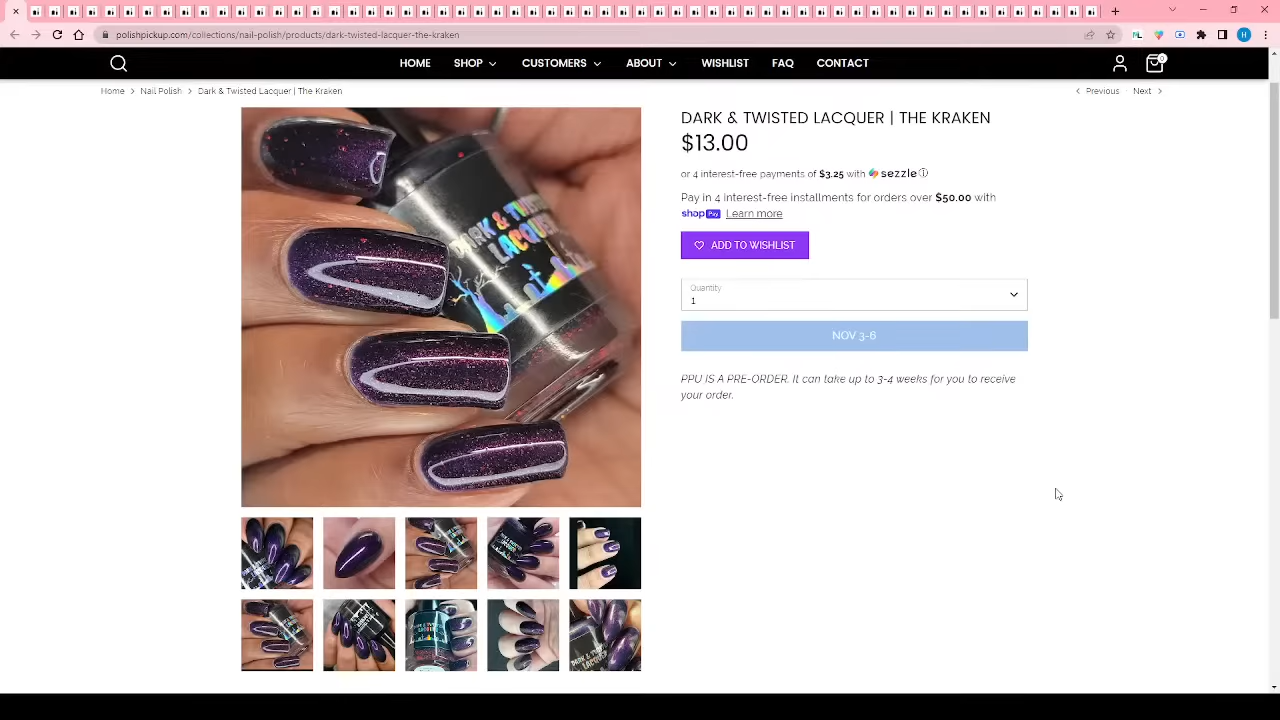 polishpickup.com/collections/nail-polish/products/dark-twisted-lacquer-the-kraken
HOME SHOP CUSTOMERS ABOUT WISHLIST FAQ CONTACT
0
Home > Nail Polish > Dark & Twisted Lacquer | The Kraken
Previous
Next
DARK & TWISTED LACQUER | THE KRAKEN
$13.00
or 4 interest-free payments of $3.25 with sezzle
Pay in 4 interest-free installments for orders over $50.00 with
shop Pay Learn more
ADD TO WISHLIST
Quantity
1
NOV 3-6
PPU IS A PRE-ORDER. It can take up to 3-4 weeks for you to receive
your order.
DARK & TWISTED
LACQUER